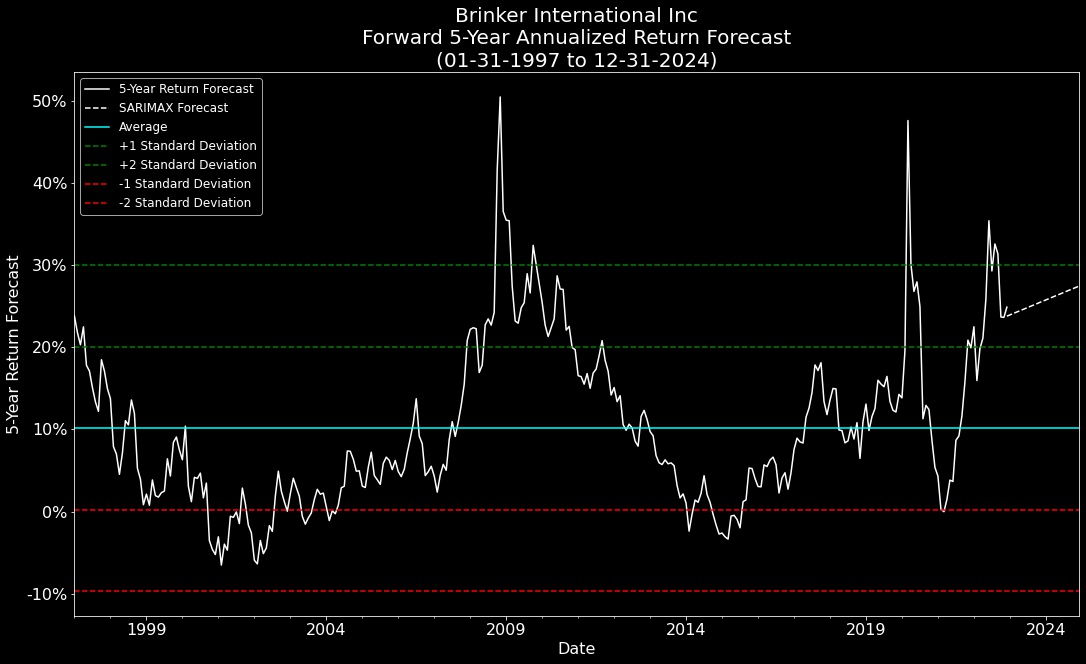 Brinker International Inc
Forward 5-Year Annualized Return Forecast
(01-31-1997 to 12-31-2024)
5-Year Return Forecast
SARIMAX Forecast
Average
+1 Standard Deviation
+2 Standard Deviation
-1 Standard Deviation
-2 Standard Deviation
5-Year Return Forecast
50%
40%
30%
20%
10%
0%
-10%
1999
2004
2009
2014
2019
2024
Date